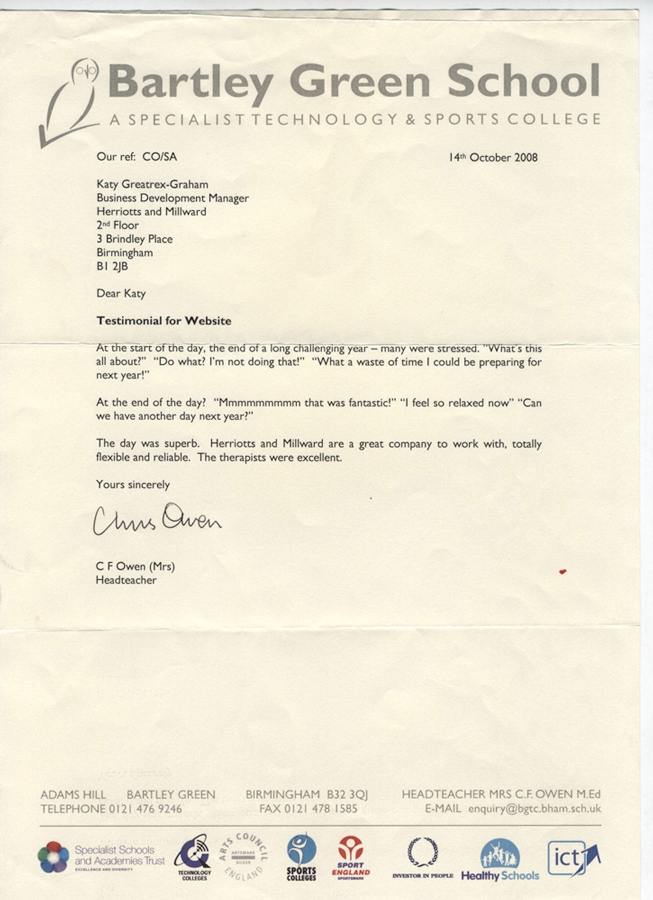 Bartley Green School
A SPECIALIST TECHNOLOGY & SPORTS COLLEGE
Our ref: CO/SA
14th October 2008
Katy Greatrex-Graham
Business Development Manager
Herriotts and Millward
2nd Floor
3 Brindley Place
Birmingham
B1 2JB
Dear Katy
Testimonial for Website
At the start of the day, the end of a long challenging year – many were stressed. "What's this
all about?" "Do what? I'm not doing that!" "What a waste of time I could be preparing for
next year!"
At the end of the day? "Mmmmmmmm that was fantastic!" "I feel so relaxed now" "Can
we have another day next year?"
The day was superb. Herriotts and Millward are a great company to work with, totally
flexible and reliable. The therapists were excellent.
Yours sincerely
Chris Owen
C F Owen (Mrs)
Headteacher
ADAMS HILL BARTLEY GREEN BIRMINGHAM B32 3QJ HEADTEACHER MRS C.F. OWEN M.Ed
TELEPHONE 0121 476 9246 FAX 0121 478 1585 E-MAIL enquiry@bgtc.bham.sch.uk
Specialist Schools
and Academies Trust
EXCELLENCE AND DIVERSITY
TECHNOLOGY
COLLEGES
ARTS COUNCIL
ENGLAND
ARTSMARK
SPORTS
COLLEGES
SPORT
ENGLAND
SPORTSMARK
INVESTOR IN PEOPLE
Healthy Schools
ict